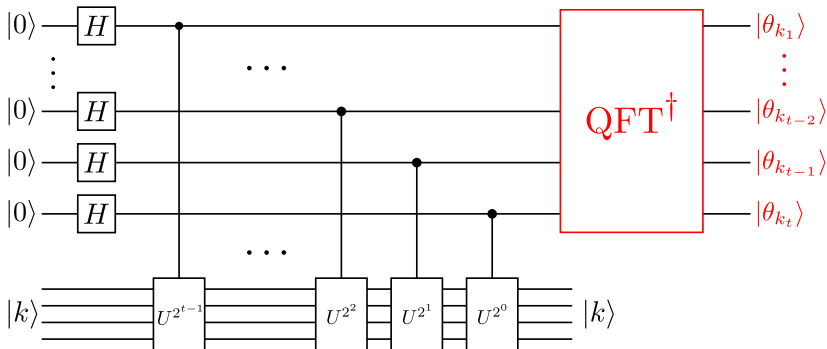 |0⟩ H |θ_{k_1}⟩
⋮ ⋯ ⋮
|0⟩ H QFT^† |θ_{k_{t-2}}⟩
|0⟩ H |θ_{k_{t-1}}⟩
|0⟩ H |θ_{k_t}⟩
⋯
|k⟩ U^{2^{t-1}} U^{2^2} U^{2^1} U^{2^0} |k⟩